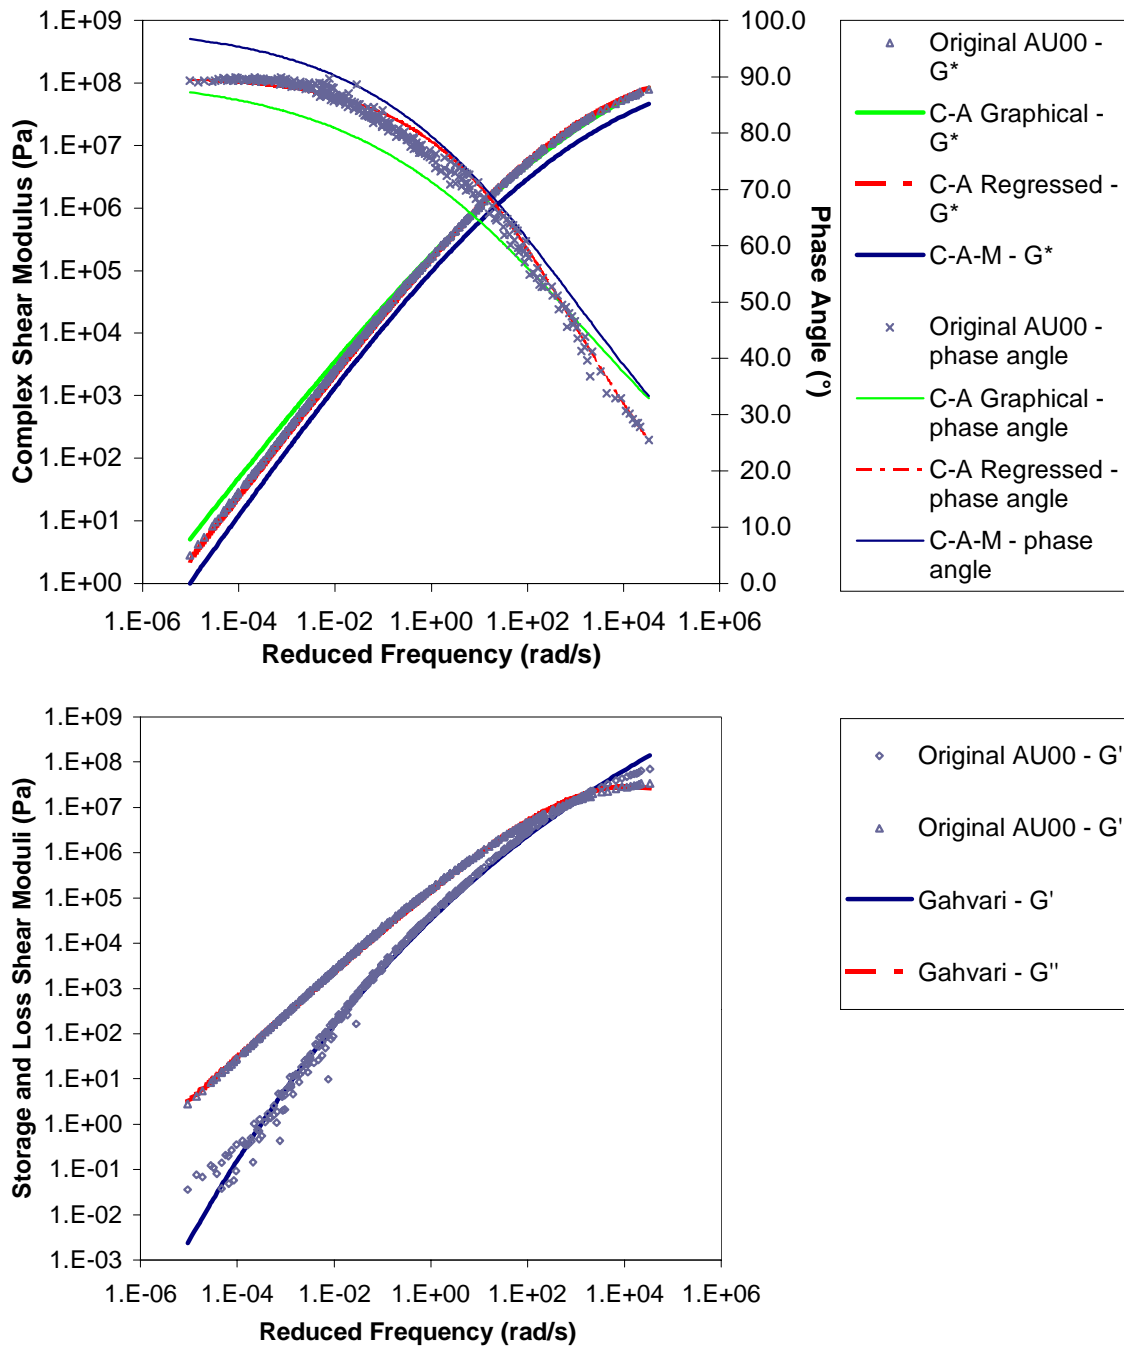 1.E+09
1.E+08
1.E+07
1.E+06
1.E+05
1.E+04
1.E+03
1.E+02
1.E+01
1.E+00
Complex Shear Modulus (Pa)
100.0
90.0
80.0
70.0
60.0
50.0
40.0
30.0
20.0
10.0
0.0
Phase Angle (°)
1.E-06 1.E-04 1.E-02 1.E+00 1.E+02 1.E+04 1.E+06
Reduced Frequency (rad/s)
Original AU00 -
G*
C-A Graphical -
G*
C-A Regressed -
G*
C-A-M - G*
Original AU00 -
phase angle
C-A Graphical -
phase angle
C-A Regressed -
phase angle
C-A-M - phase
angle
1.E+09
1.E+08
1.E+07
1.E+06
1.E+05
1.E+04
1.E+03
1.E+02
1.E+01
1.E+00
1.E-01
1.E-02
1.E-03
Storage and Loss Shear Moduli (Pa)
1.E-06 1.E-04 1.E-02 1.E+00 1.E+02 1.E+04 1.E+06
Reduced Frequency (rad/s)
Original AU00 - G'
Original AU00 - G'
Gahvari - G'
Gahvari - G''